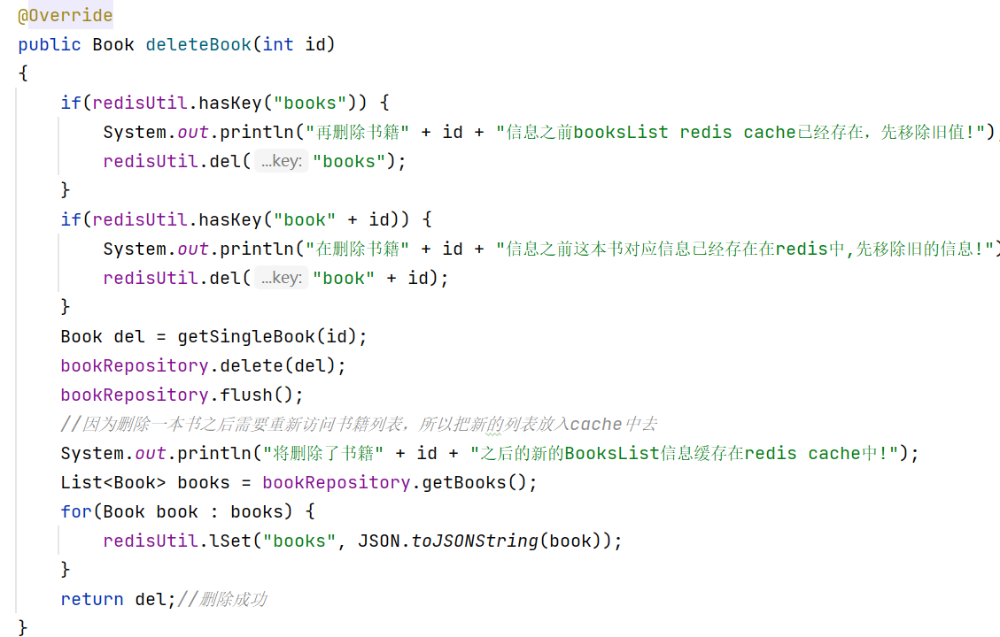 @Override
public Book deleteBook(int id)
{
    if(redisUtil.hasKey("books")) {
        System.out.println("再删除书籍" + id + "信息之前booksList redis cache已经存在，先移除旧值!");
        redisUtil.del( ...key: "books");
    }
    if(redisUtil.hasKey("book" + id)) {
        System.out.println("在删除书籍" + id + "信息之前这本书对应信息已经存在在redis中,先移除旧的信息!")
        redisUtil.del( ...key: "book" + id);
    }
    Book del = getSingleBook(id);
    bookRepository.delete(del);
    bookRepository.flush();
    //因为删除一本书之后需要重新访问书籍列表，所以把新的列表放入cache中去
    System.out.println("将删除了书籍" + id + "之后的新的BooksList信息缓存在redis cache中!");
    List<Book> books = bookRepository.getBooks();
    for(Book book : books) {
        redisUtil.lSet("books", JSON.toJSONString(book));
    }
    return del;//删除成功
}